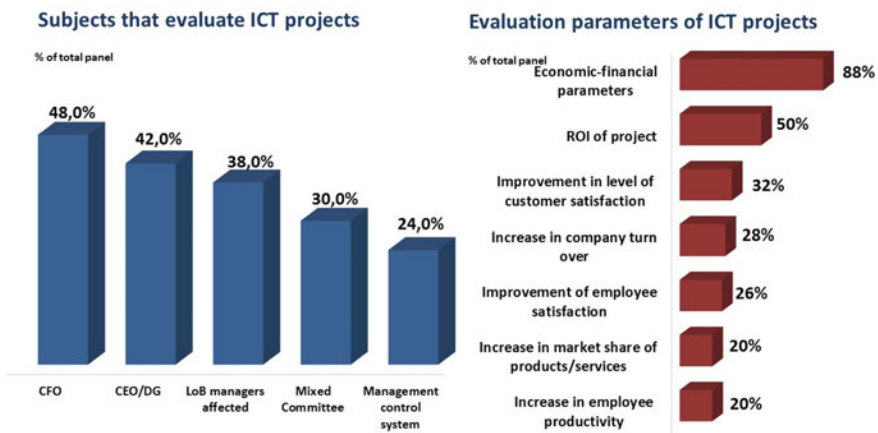 Subjects that evaluate ICT projects
% of total panel
48,0%
42,0%
38,0%
30,0%
24,0%
CFO
CEO/DG
LoB managers
affected
Mixed
Committee
Management
control
system
Evaluation parameters of ICT projects
% of total panel
Economic-financial
parameters
88%
ROI of project
50%
Improvement in level of
customer satisfaction
32%
Increase in company turn
over
28%
Improvement of employee
satisfaction
26%
Increase in market share of
products/services
20%
Increase in employee
productivity
20%